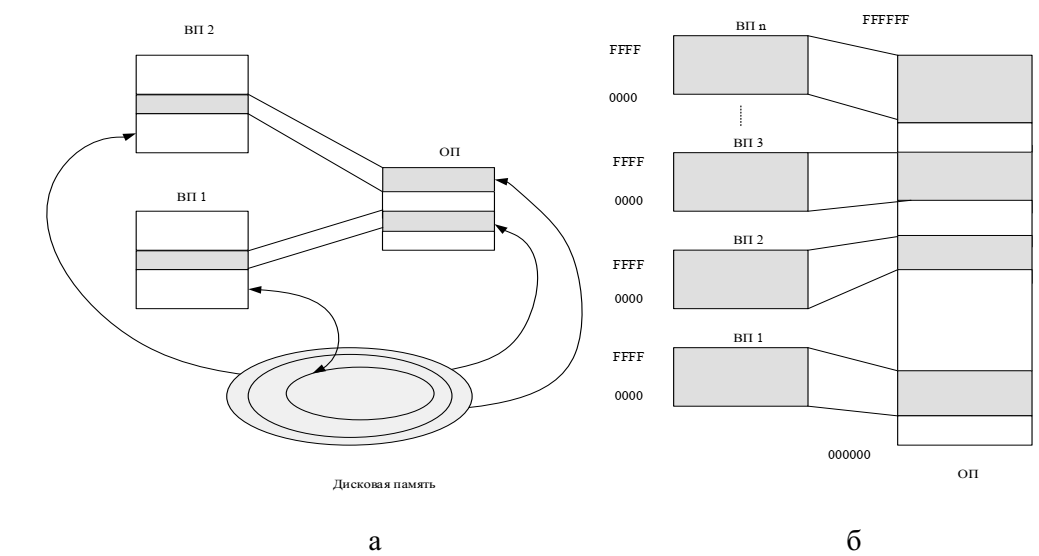 ВП 2
ОП
ВП 1
Дисковая память
а
FFFFFF
ВП n
FFFF
0000
ВП 3
FFFF
0000
ВП 2
FFFF
0000
ВП 1
FFFF
0000
000000
ОП
б